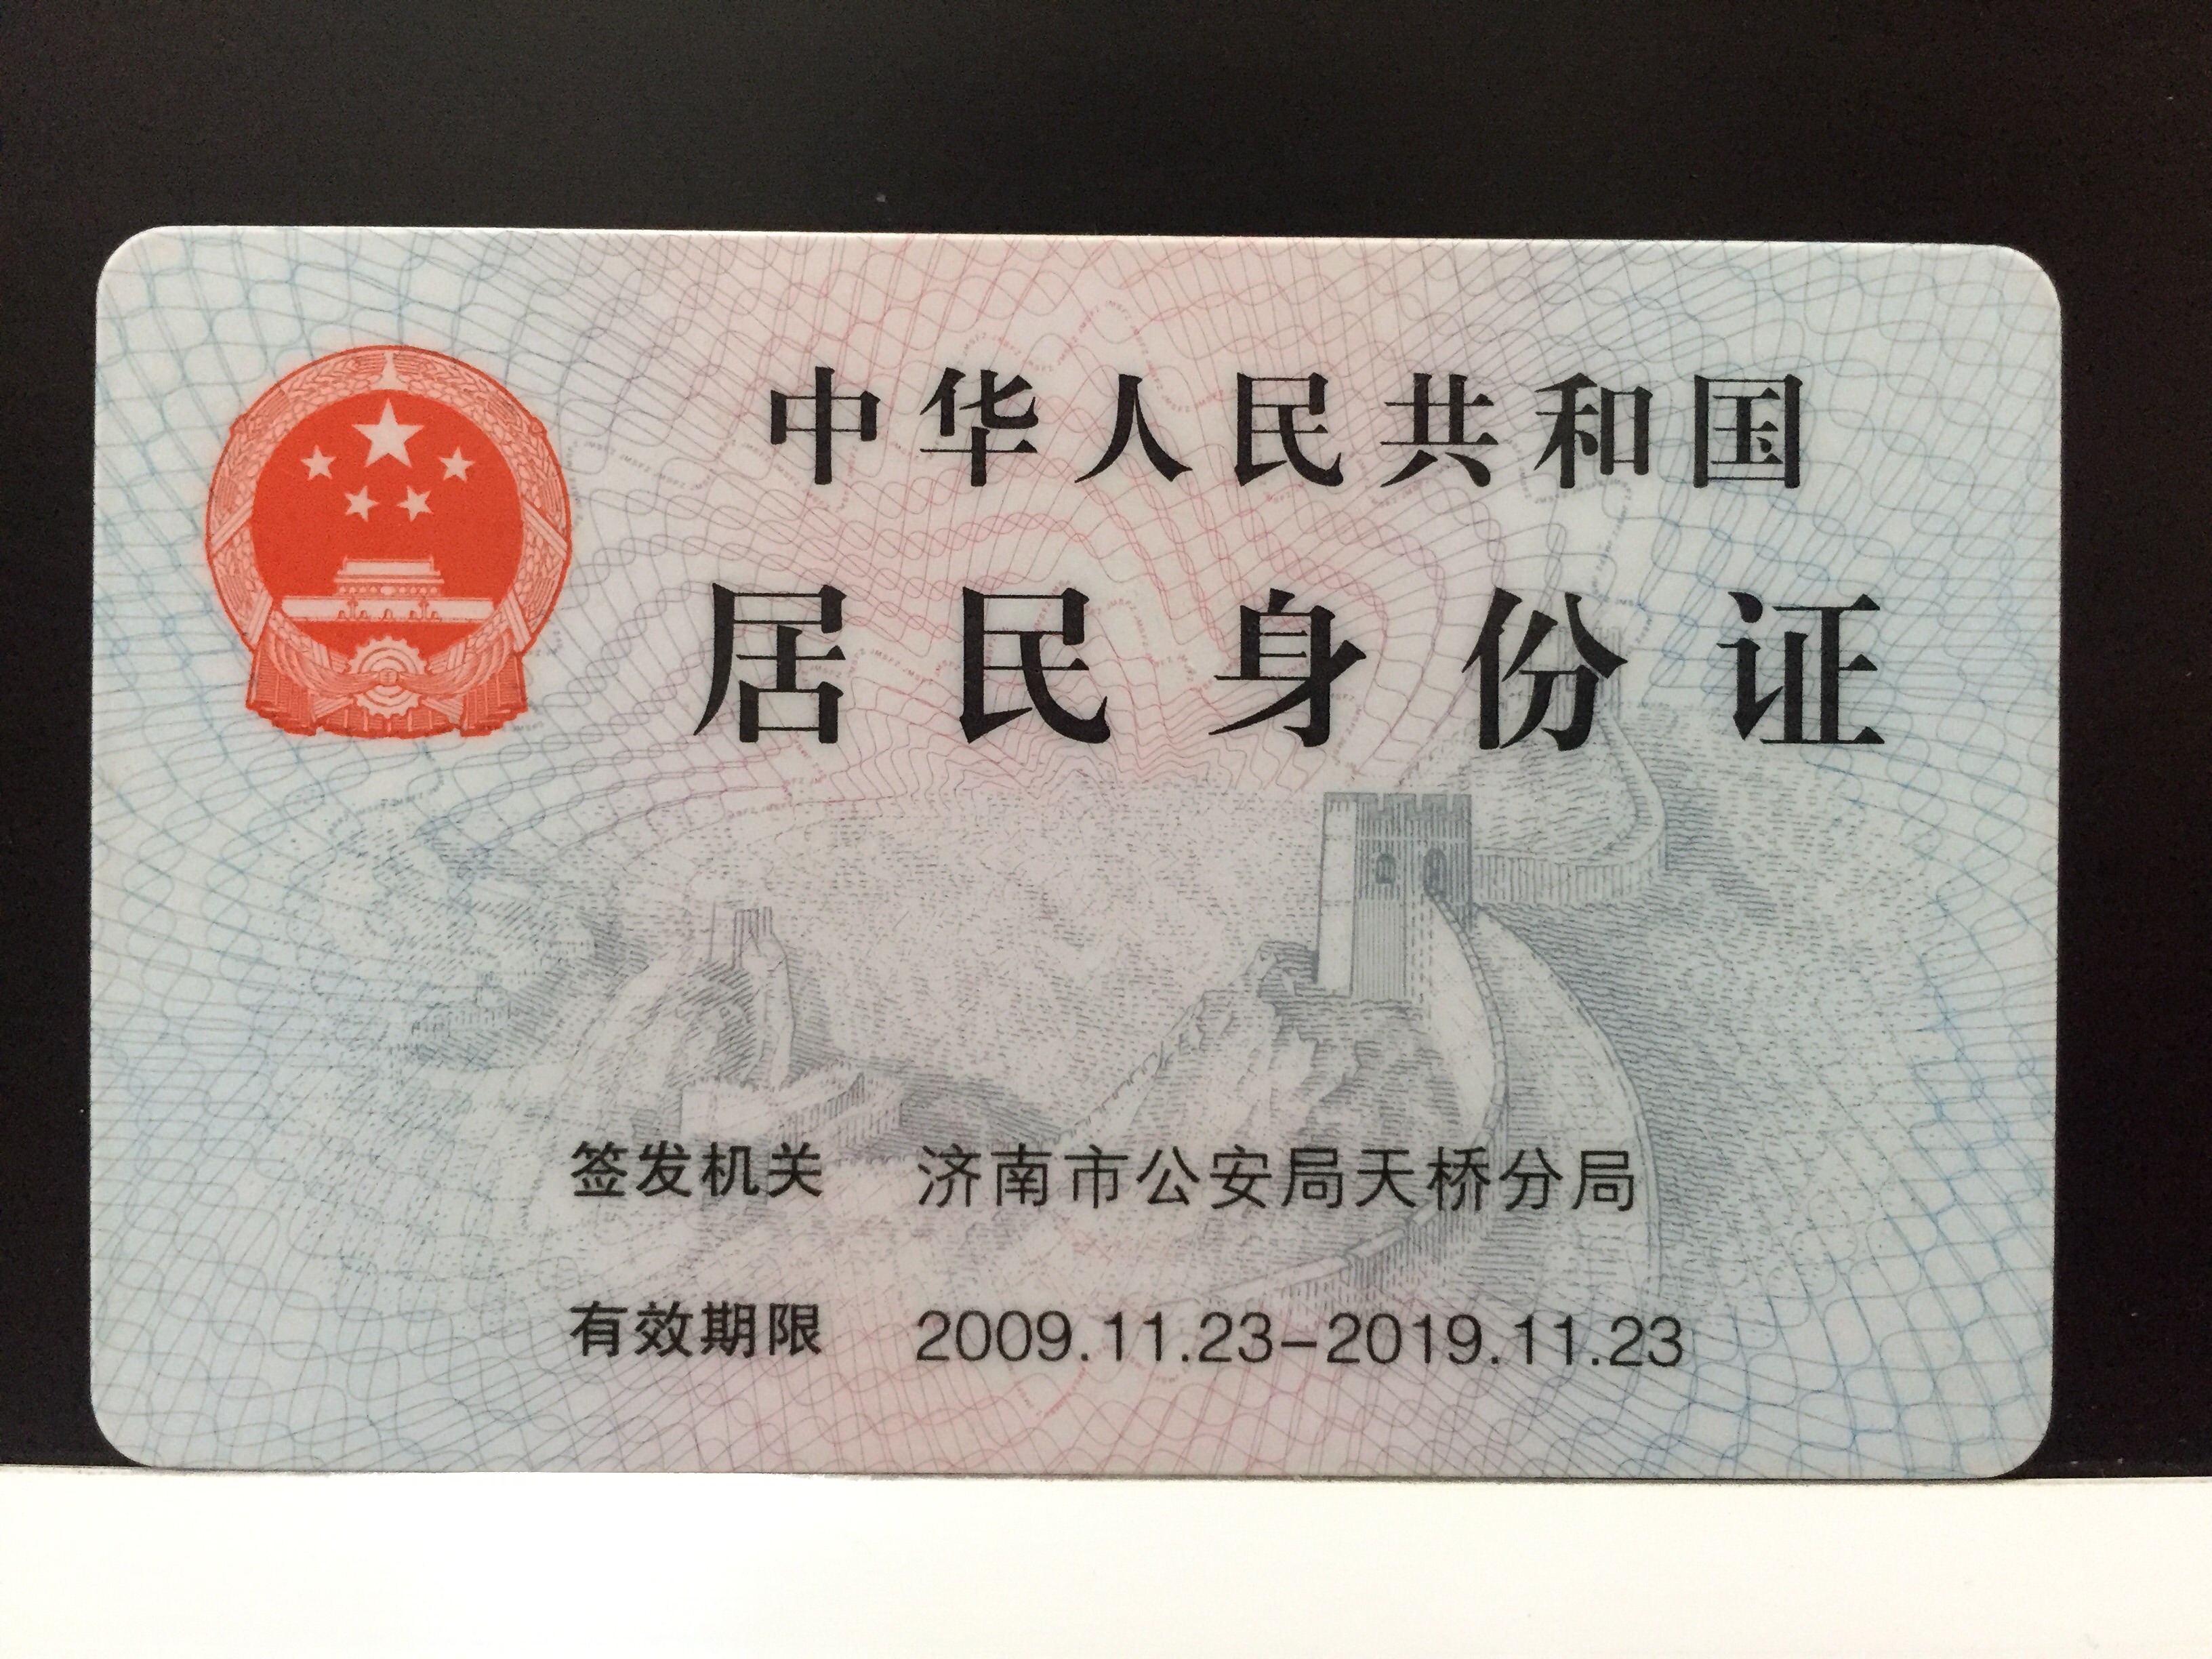 中华人民共和国
居民身份证
签发机关 济南市公安局天桥分局
有效期限 2009.11.23-2019.11.23